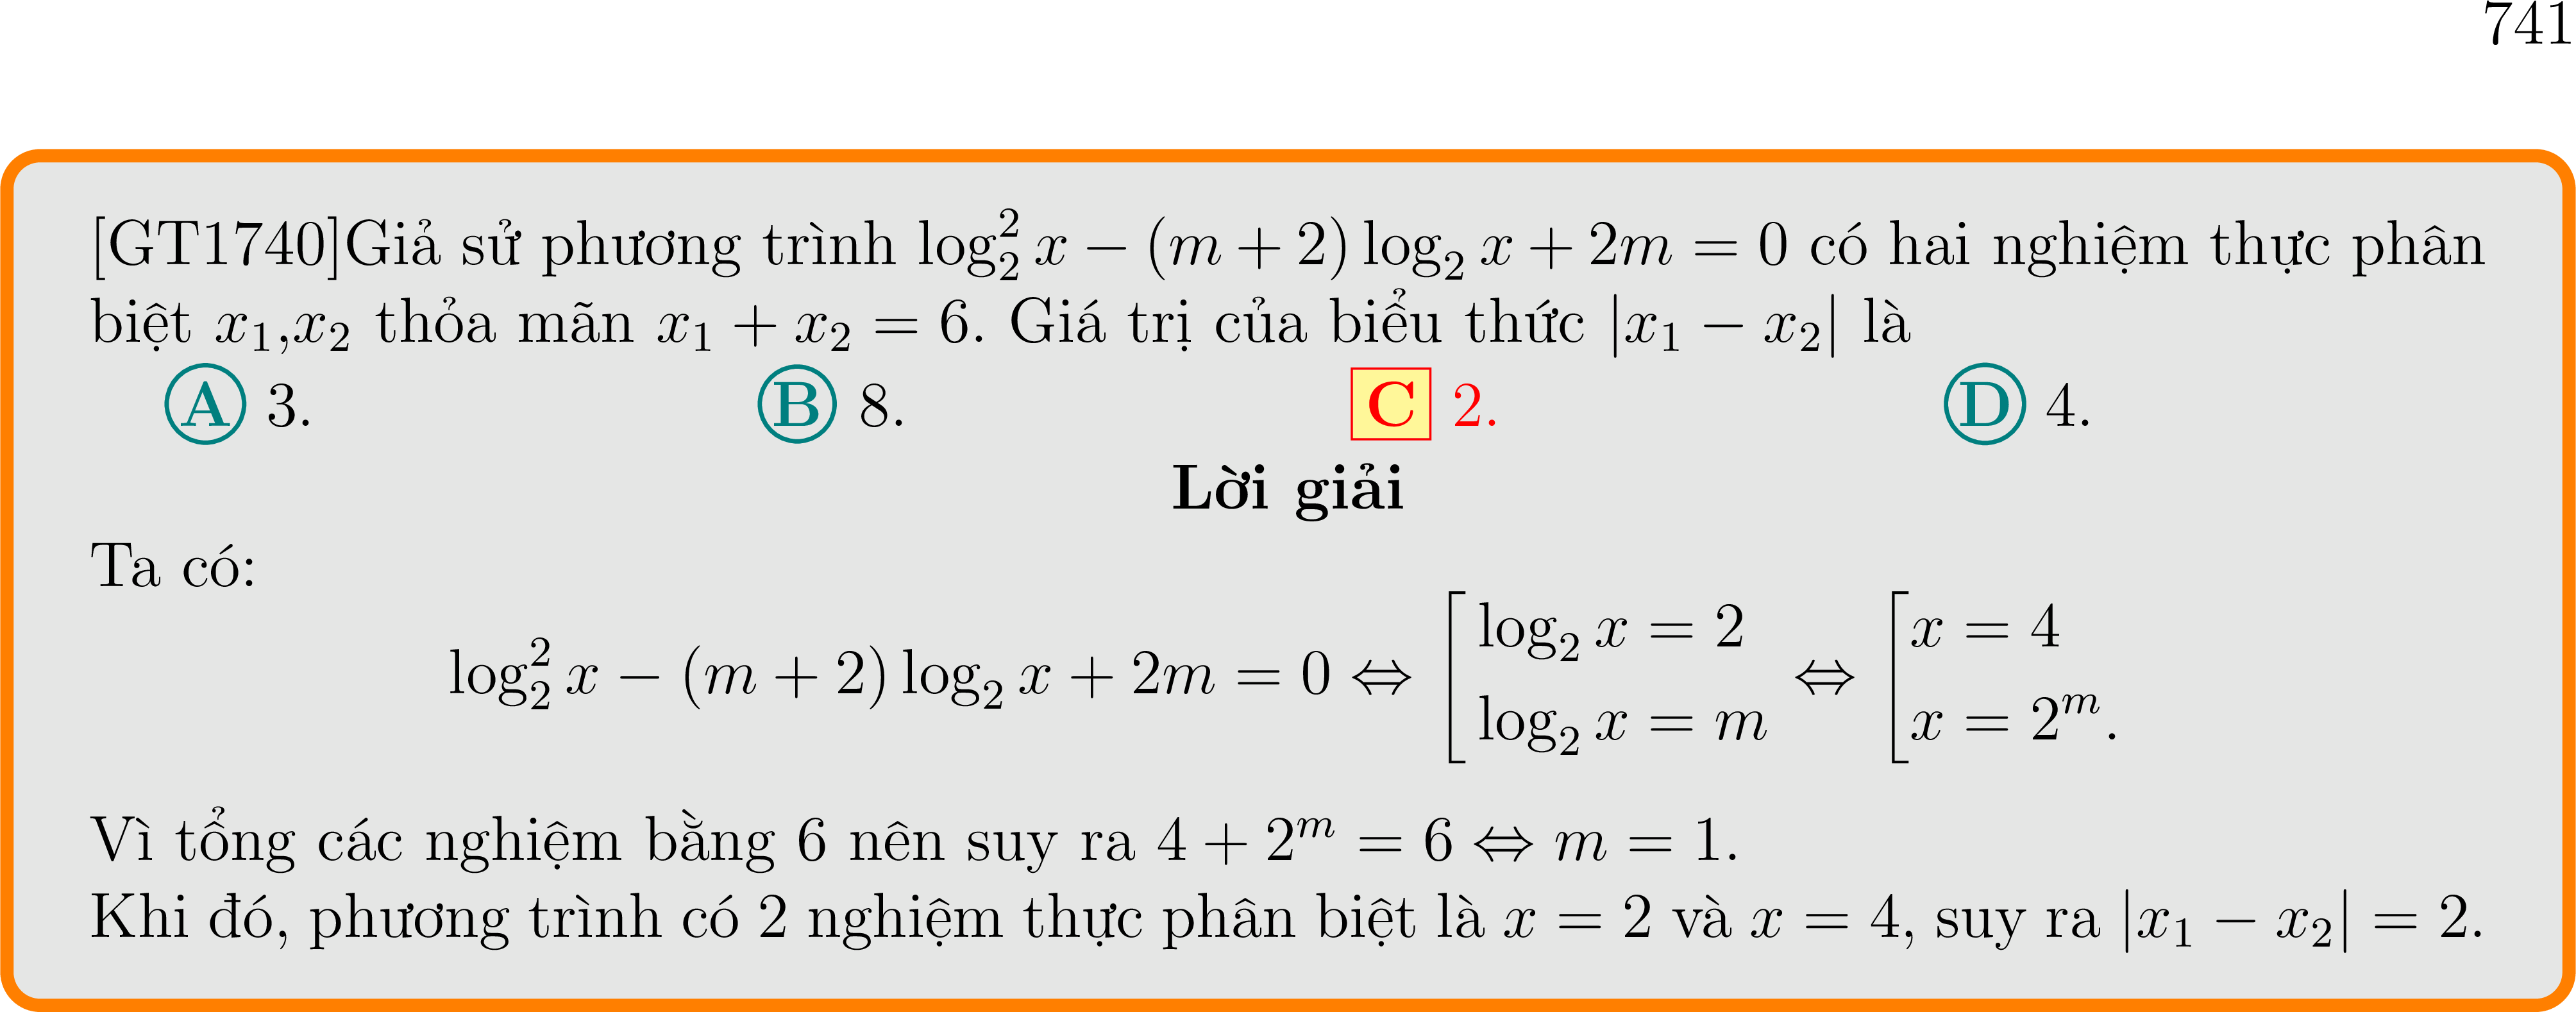 741
[GT1740]Giả sử phương trình $\log_2^2 x - (m + 2) \log_2 x + 2m = 0$ có hai nghiệm thực phân
biệt $x_1, x_2$ thỏa mãn $x_1 + x_2 = 6$. Giá trị của biểu thức $|x_1 - x_2|$ là
A 3. B 8. C 2. D 4.
Lời giải
Ta có:
$\log_2^2 x - (m + 2) \log_2 x + 2m = 0 \Leftrightarrow \left[\begin{array}{l} \log_2 x = 2 \\ \log_2 x = m \end{array}\right. \Leftrightarrow \left[\begin{array}{l} x = 4 \\ x = 2^m. \end{array}\right.$
Vì tổng các nghiệm bằng 6 nên suy ra $4 + 2^m = 6 \Leftrightarrow m = 1$.
Khi đó, phương trình có 2 nghiệm thực phân biệt là $x = 2$ và $x = 4$, suy ra $|x_1 - x_2| = 2$.